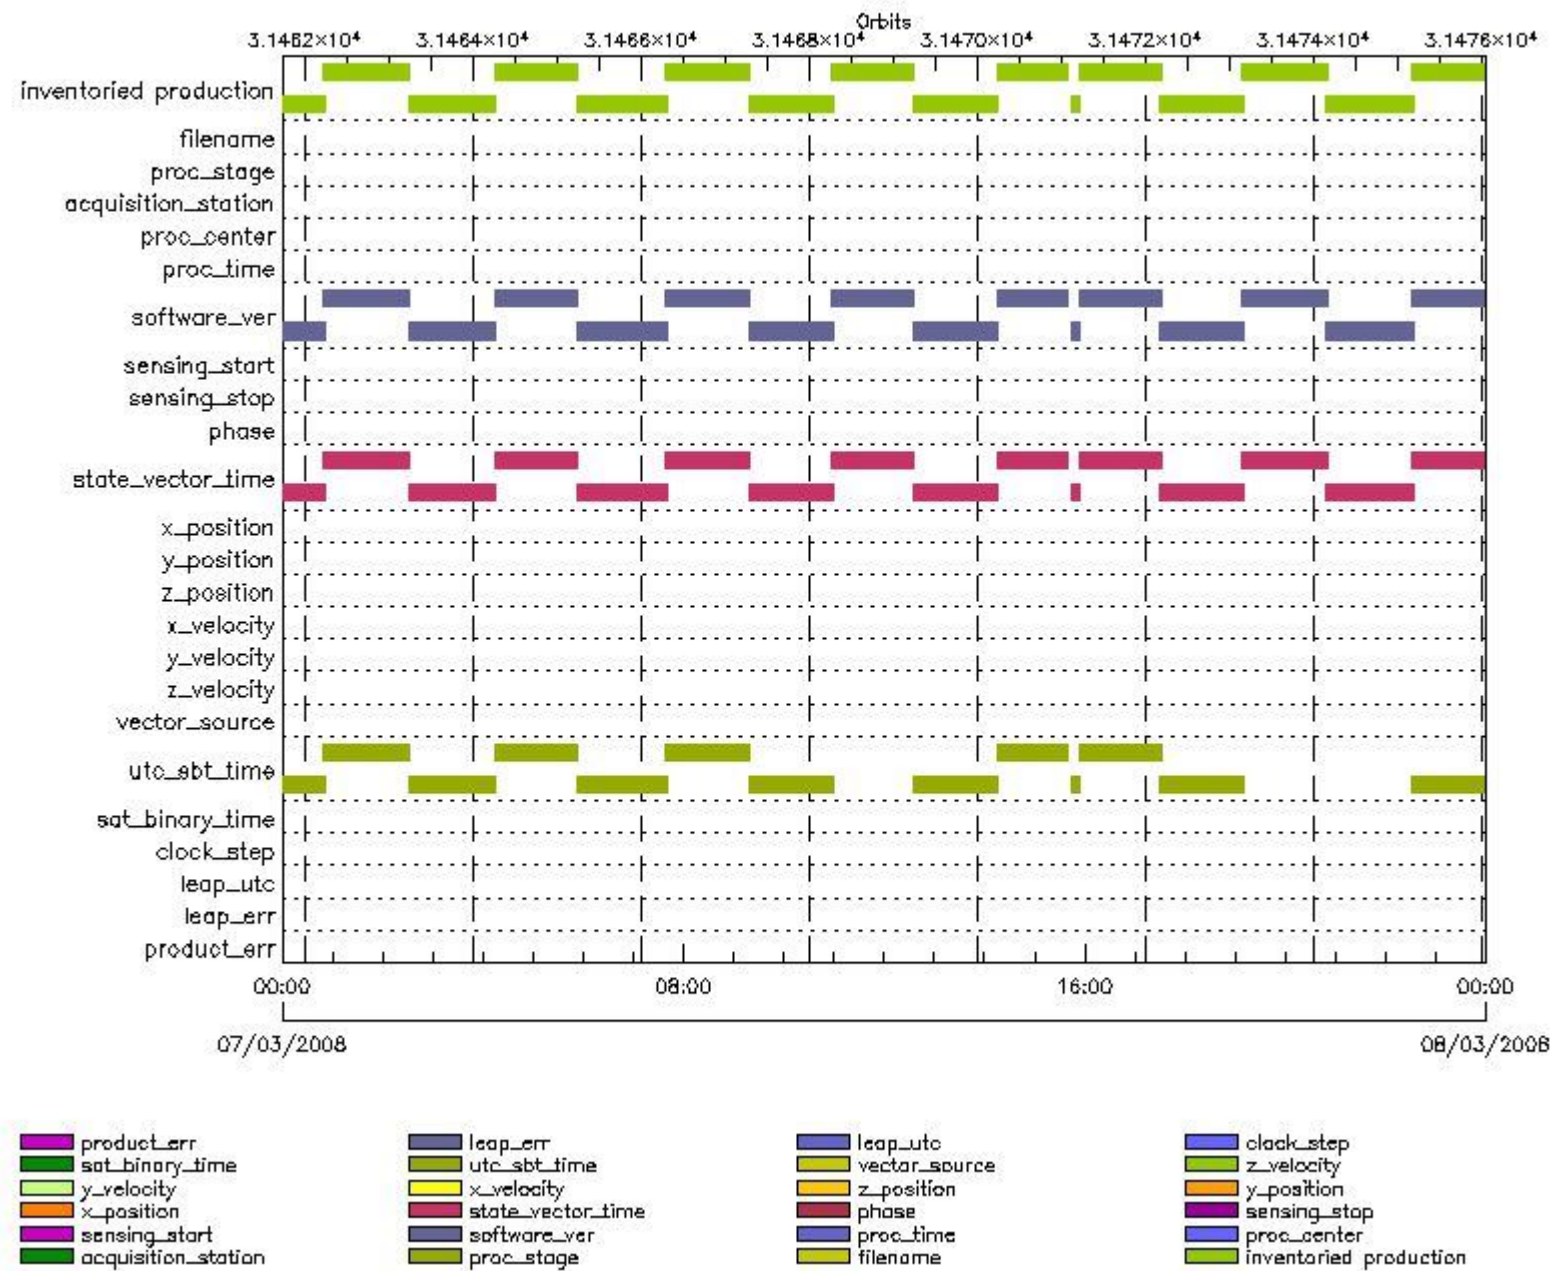 Orbits
3.1462×10⁴ 3.1464×10⁴ 3.1466×10⁴ 3.1468×10⁴ 3.1470×10⁴ 3.1472×10⁴ 3.1474×10⁴ 3.1476×10⁴
inventoried production
filename
proc_stage
acquisition_station
proc_center
proc_time
software_ver
sensing_start
sensing_stop
phase
state_vector_time
x_position
y_position
z_position
x_velocity
y_velocity
z_velocity
vector_source
utc_sbt_time
sat_binary_time
clock_step
leap_utc
leap_err
product_err
00:00 08:00 16:00 00:00
07/03/2008 08/03/2008
product_err leap_err leap_utc clock_step
sat_binary_time utc_sbt_time vector_source z_velocity
y_velocity x_velocity z_position y_position
x_position state_vector_time phase sensing_stop
sensing_start software_ver proc_time proc_center
acquisition_station proc_stage filename inventoried production